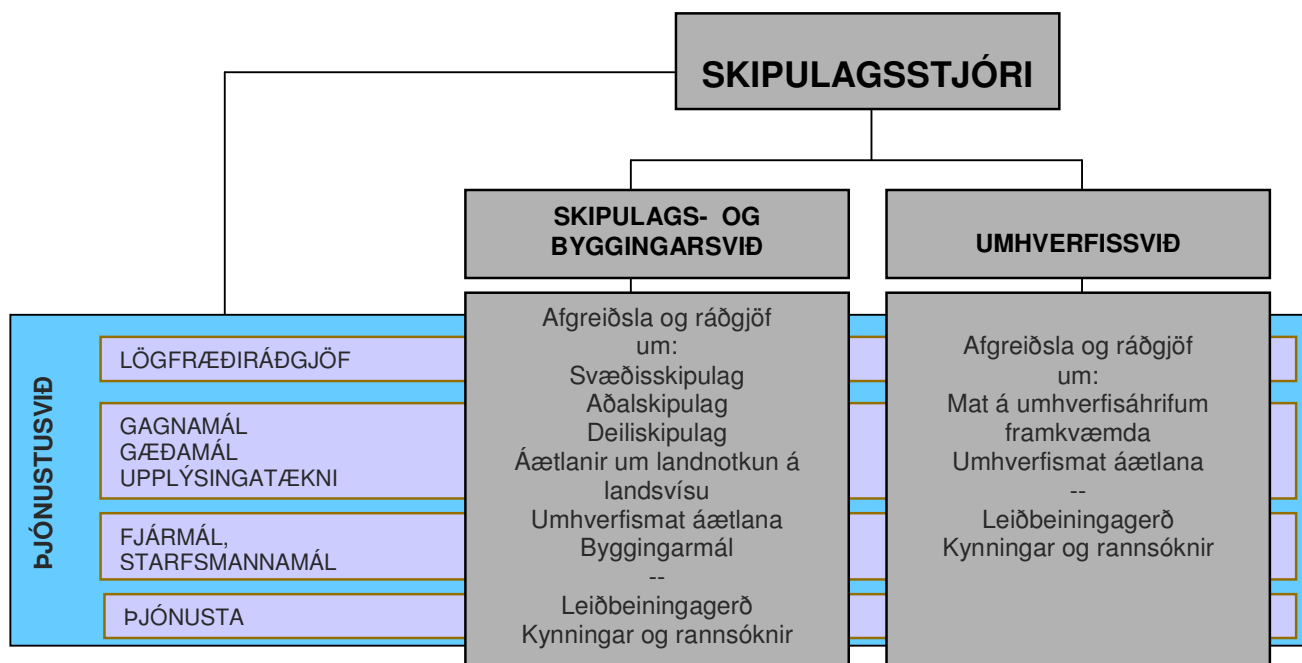 SKIPULAGSSTJÓRI
SKIPULAGS- OG
BYGGINGARSVIÐ
UMHVERFISSVIÐ
ÞJÓNUSTUSVIÐ
LÖGFRÆÐIRÁÐGJÖF
GAGNAMÁL
GÆÐAMÁL
UPPLÝSINGATÆKNI
FJÁRMÁL,
STARFSMANNAMÁL
ÞJÓNUSTA
Afgreiðsla og ráðgjöf
um:
Svæðisskipulag
Aðalskipulag
Deiliskipulag
Áætlanir um landnotkun á
landsvísu
Umhverfismat áætlana
Byggingarmál
--
Leiðbeiningagerð
Kynningar og rannsóknir
Afgreiðsla og ráðgjöf
um:
Mat á umhverfisáhrifum
framkvæmda
Umhverfismat áætlana
--
Leiðbeiningagerð
Kynningar og rannsóknir